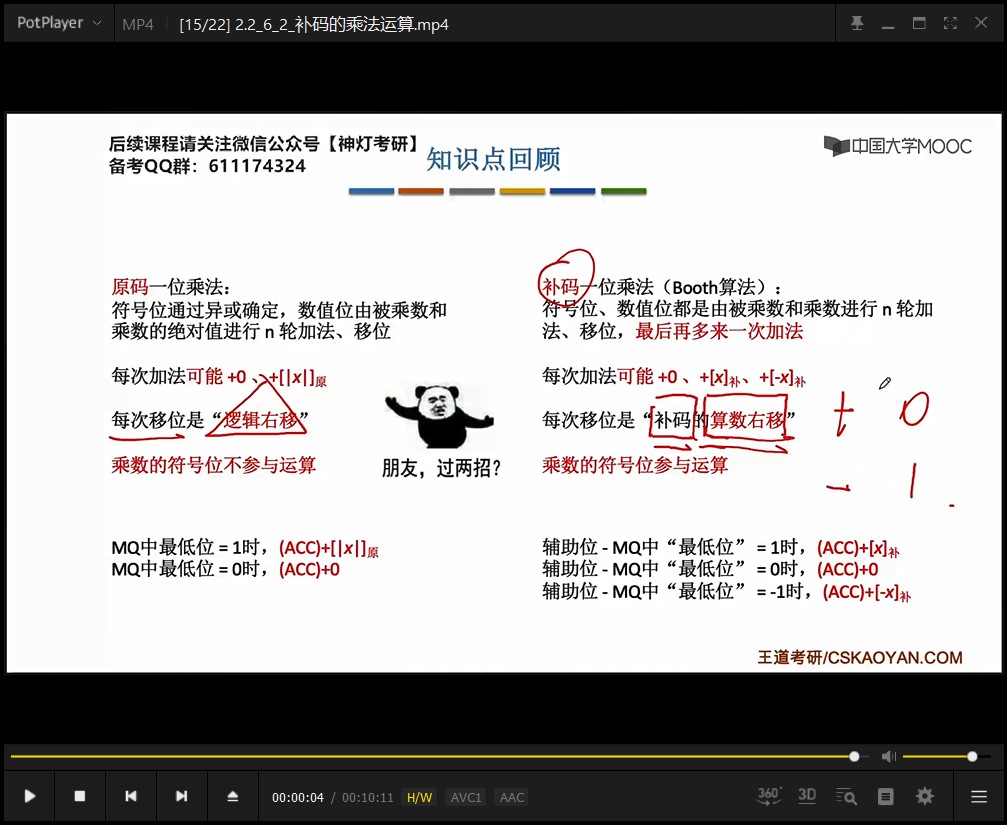 PotPlayer MP4 [15/22] 2.2_6_2_补码的乘法运算.mp4
后续课程请关注微信公众号【神灯考研】
备考QQ群：611174324
知识点回顾
中国大学MOOC
原码一位乘法：
符号位通过异或确定，数值位由被乘数和
乘数的绝对值进行 n 轮加法、移位
每次加法可能 +0 、+[|x|]原
每次移位是“逻辑右移”
乘数的符号位不参与运算
MQ中最低位 = 1时，(ACC)+[|x|]原
MQ中最低位 = 0时，(ACC)+0
朋友，过两招?
补码一位乘法（Booth算法）:
符号位、数值位都是由被乘数和乘数进行 n 轮加
法、移位，最后再多来一次加法
每次加法可能 +0 、+[x]补、+[-x]补
每次移位是“补码的算数右移”
乘数的符号位参与运算
辅助位 - MQ中“最低位” = 1时，(ACC)+[x]补
辅助位 - MQ中“最低位” = 0时，(ACC)+0
辅助位 - MQ中“最低位” = -1时，(ACC)+[-x]补
+ 0
- 1
王道考研/CSKAOYAN.COM
00:00:04 / 00:10:11 H/W AVC1 AAC
360° 3D